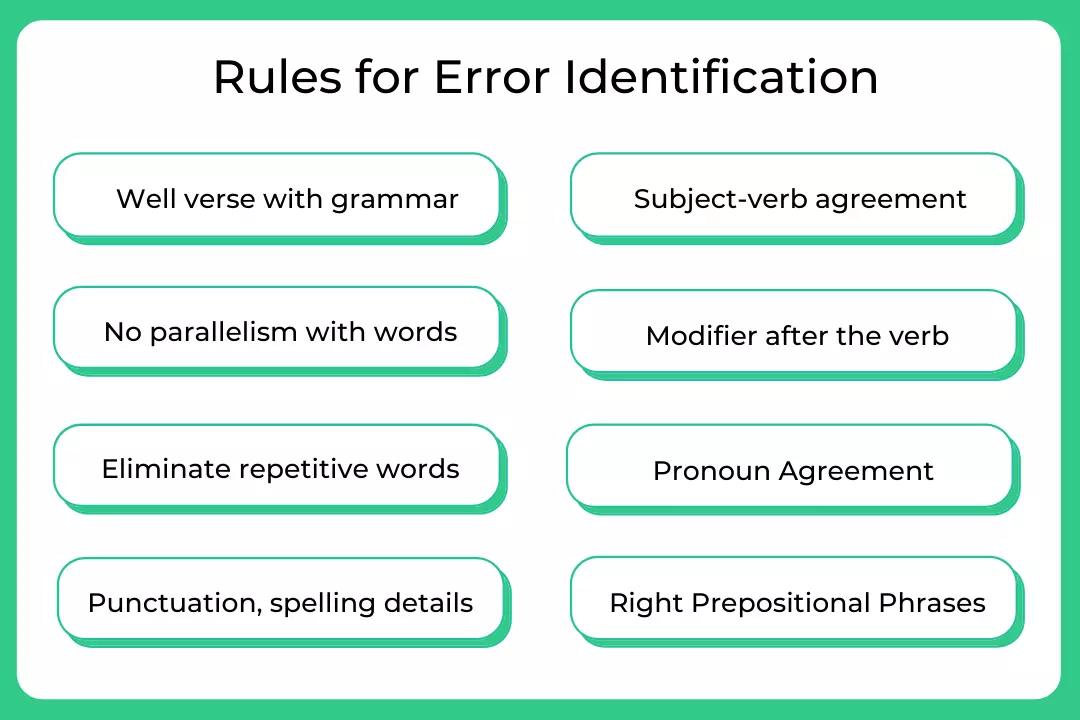 Rules for Error Identification
Well verse with grammar
Subject-verb agreement
No parallelism with words
Modifier after the verb
Eliminate repetitive words
Pronoun Agreement
Punctuation, spelling details
Right Prepositional Phrases